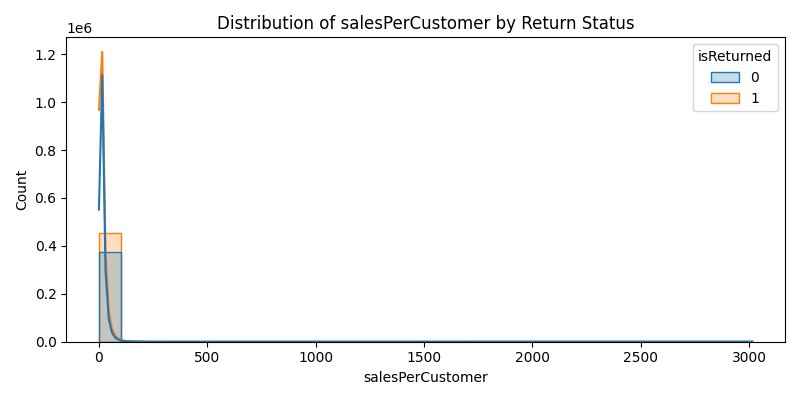 Distribution of salesPerCustomer by Return Status
1e6
isReturned
0
1
1.2
1.0
0.8
0.6
0.4
0.2
0.0
Count
0 500 1000 1500 2000 2500 3000
salesPerCustomer